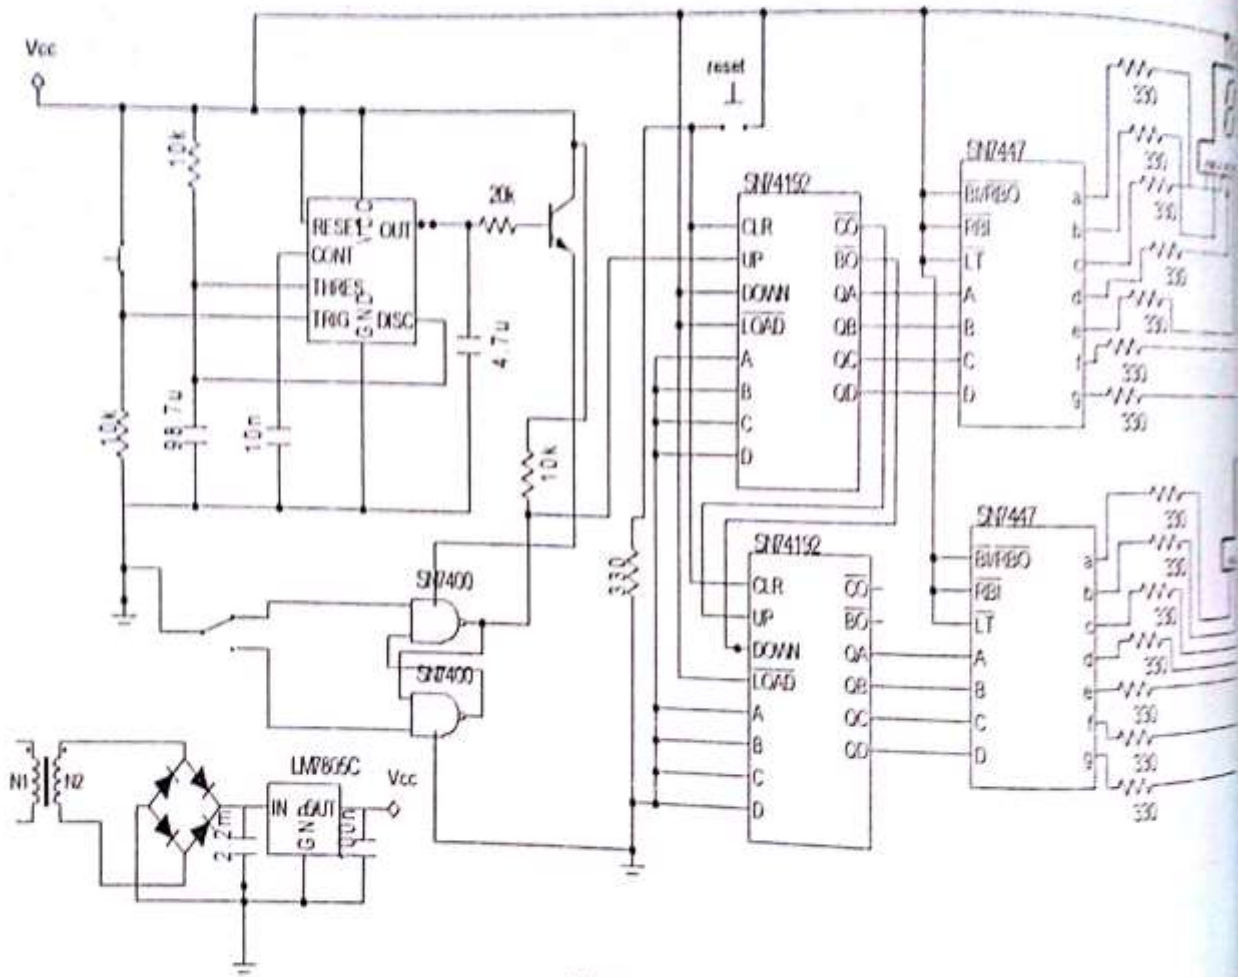 Vcc
reset
10k
20k
RESET
VCC
OUT
CONT
THRES
TRIG
GND
DISC
4.7u
10k
98.7u
10n
10k
330
SN7400
SN7400
SN74192
CLR
UP
DOWN
LOAD
A
B
C
D
CO
BO
QA
QB
QC
QD
SN74192
CLR
UP
DOWN
LOAD
A
B
C
D
CO
BO
QA
QB
QC
QD
SN7447
BI/RBO
RBI
LT
A
B
C
D
a
b
c
d
e
f
g
330
330
330
330
330
330
330
SN7447
BI/RBO
RBI
LT
A
B
C
D
a
b
c
d
e
f
g
330
330
330
330
330
330
330
N1
N2
LM7805C
IN
OUT
GND
Vcc
2.2m